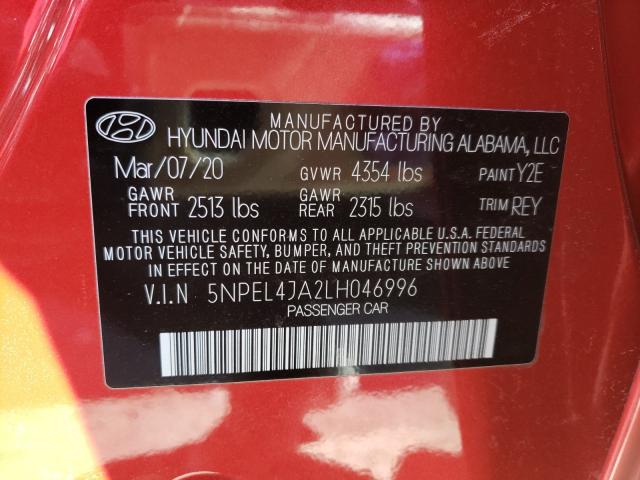 MANUFACTURED BY
HYUNDAI MOTOR MANUFACTURING ALABAMA, LLC
Mar/07/20 GVWR 4354 lbs PAINT Y2E
GAWR GAWR
FRONT 2513 lbs REAR 2315 lbs TRIM REY
THIS VEHICLE CONFORMS TO ALL APPLICABLE U.S.A. FEDERAL
MOTOR VEHICLE SAFETY, BUMPER, AND THEFT PREVENTION STANDARDS
IN EFFECT ON THE DATE OF MANUFACTURE SHOWN ABOVE
V.I.N 5NPEL4JA2LH046996
PASSENGER CAR